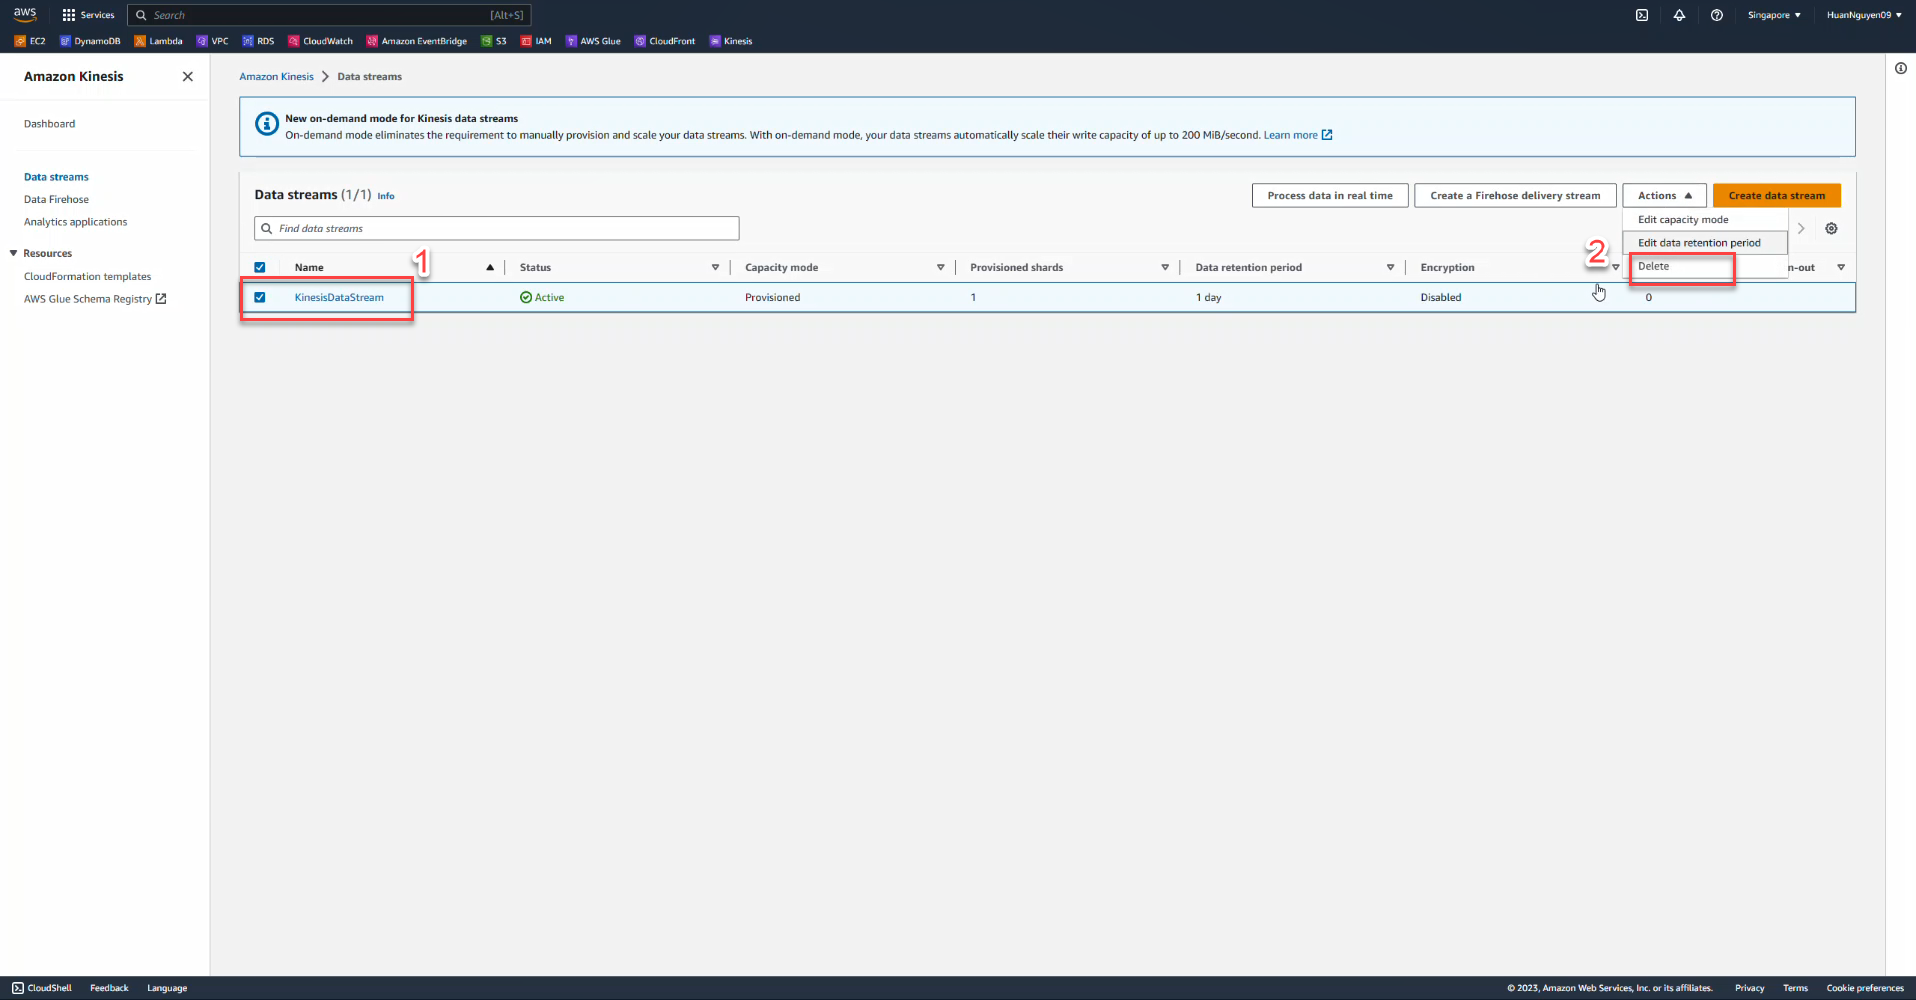 aws Services Search [Alt+S] Singapore HuanNguyen09
EC2 DynamoDB Lambda VPC RDS CloudWatch Amazon EventBridge S3 IAM AWS Glue CloudFront Kinesis
Amazon Kinesis
Dashboard
Data streams
Data Firehose
Analytics applications
Resources
CloudFormation templates
AWS Glue Schema Registry
Amazon Kinesis Data streams
New on-demand mode for Kinesis data streams
On-demand mode eliminates the requirement to manually provision and scale your data streams. With on-demand mode, your data streams automatically scale their write capacity of up to 200 MiB/second. Learn more
Data streams (1/1) Info Process data in real time Create a Firehose delivery stream Actions Create data stream
Find data streams
Edit capacity mode
Edit data retention period
Delete
1 2
Name Status Capacity mode Provisioned shards Data retention period Encryption n-out
KinesisDataStream Active Provisioned 1 1 day Disabled 0
CloudShell Feedback Language © 2023, Amazon Web Services, Inc. or its affiliates. Privacy Terms Cookie preferences